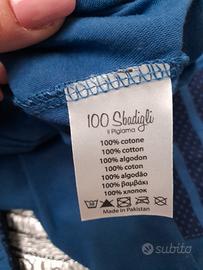 100 Sbadigli
Il Pigiama
100% cotone
100% cotton
100% algodon
100% coton
100% algodão
100% βαμβάκι
100% хлопок
Made in Pakistan
subito